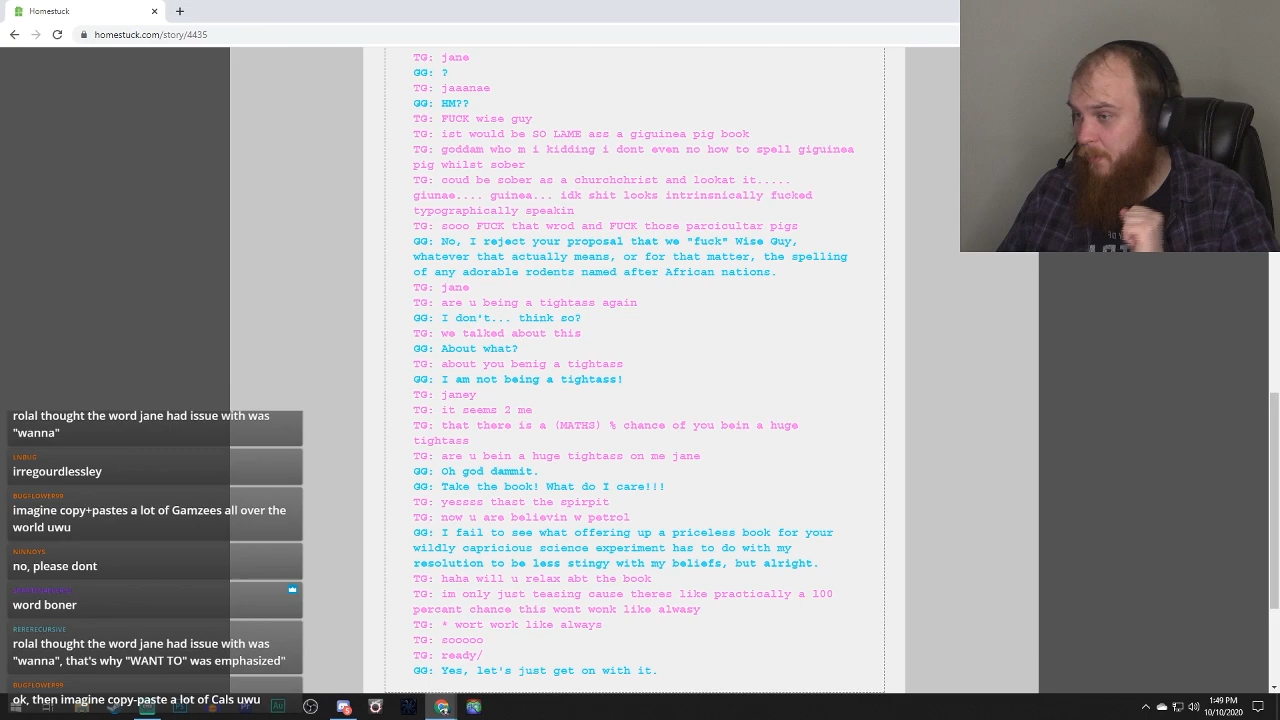 Homestuck
homestuck.com/story/4435
TG: jane
GG: ?
TG: jaaanae
GG: HM??
TG: FUCK wise guy
TG: ist would be SO LAME ass a giguinea pig book
TG: goddam who m i kidding i dont even no how to spell giguinea
pig whilst sober
TG: coud be sober as a churchchrist and lookat it.....
giunae.... guinea... idk shit looks intrinsnically fucked
typographically speakin
TG: sooo FUCK that wrod and FUCK those parcicultar pigs
GG: No, I reject your proposal that we "fuck" Wise Guy,
whatever that actually means, or for that matter, the spelling
of any adorable rodents named after African nations.
TG: jane
TG: are u being a tightass again
GG: I don't... think so?
TG: we talked about this
GG: About what?
TG: about you benig a tightass
GG: I am not being a tightass!
TG: janey
TG: it seems 2 me
TG: that there is a (MATHS) % chance of you bein a huge
tightass
TG: are u bein a huge tightass on me jane
GG: Oh god dammit.
GG: Take the book! What do I care!!!
TG: yessss thast the spirpit
TG: now u are believin w petrol
GG: I fail to see what offering up a priceless book for your
wildly capricious science experiment has to do with my
resolution to be less stingy with my beliefs, but alright.
TG: haha will u relax abt the book
TG: im only just teasing cause theres like practically a 100
percant chance this wont wonk like alwasy
TG: * wort work like always
TG: sooooo
TG: ready/
GG: Yes, let's just get on with it.
rolal thought the word jane had issue with was
"wanna"
LNBUG
irregourdlessley
BUGFLOWER99
imagine copy+pastes a lot of Gamzees all over the
world uwu
NINNOYS
no, please dont
word boner
RERERECURSIVE
rolal thought the word jane had issue with was
"wanna", that's why "WANT TO" was emphasized"
BUGFLOWER99
ok, then imagine copy-paste a lot of Cals uwu
1:49 PM
10/10/2020